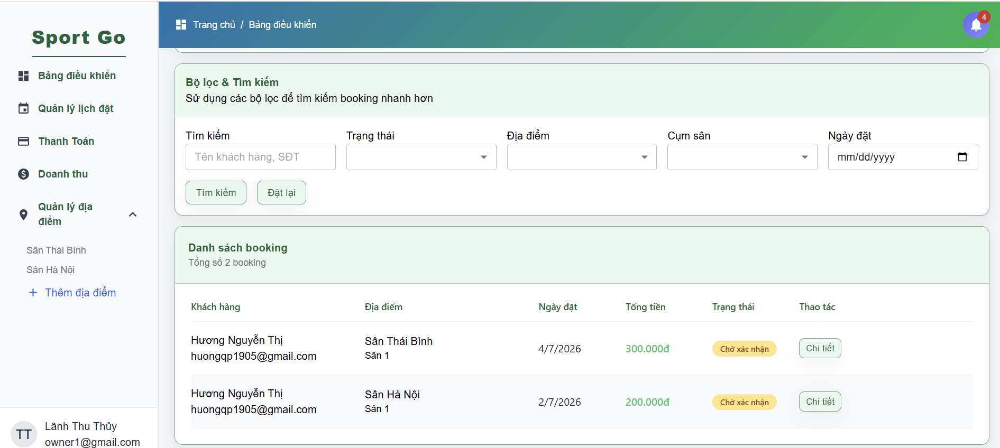 Sport Go
Bảng điều khiển
Quản lý lịch đặt
Thanh Toán
Doanh thu
Quản lý địa
điểm
Sân Thái Bình
Sân Hà Nội
+ Thêm địa điểm
TT
Lãnh Thu Thủy
owner1@gmail.com
Trang chủ / Bảng điều khiển
4
Bộ lọc & Tìm kiếm
Sử dụng các bộ lọc để tìm kiếm booking nhanh hơn
Tìm kiếm Trạng thái Địa điểm Cụm sân Ngày đặt
Tên khách hàng, SĐT mm/dd/yyyy
Tìm kiếm Đặt lại
Danh sách booking
Tổng số 2 booking
Khách hàng Địa điểm Ngày đặt Tổng tiền Trạng thái Thao tác
Hương Nguyễn Thị Sân Thái Bình
huongqp1905@gmail.com Sân 1 4/7/2026 300.000đ Chờ xác nhận Chi tiết
Hương Nguyễn Thị Sân Hà Nội
huongqp1905@gmail.com Sân 1 2/7/2026 200.000đ Chờ xác nhận Chi tiết